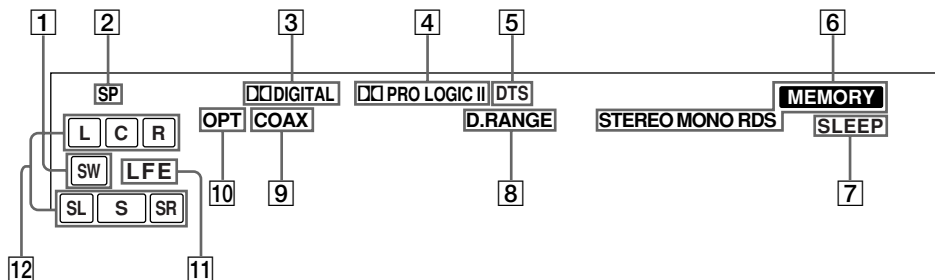 1 2 3 4 5 6
SP DIGITAL PRO LOGIC II DTS MEMORY
L C R OPT COAX D.RANGE STEREO MONO RDS SLEEP
SW LFE 10 9 8 7
SL S SR
12 11